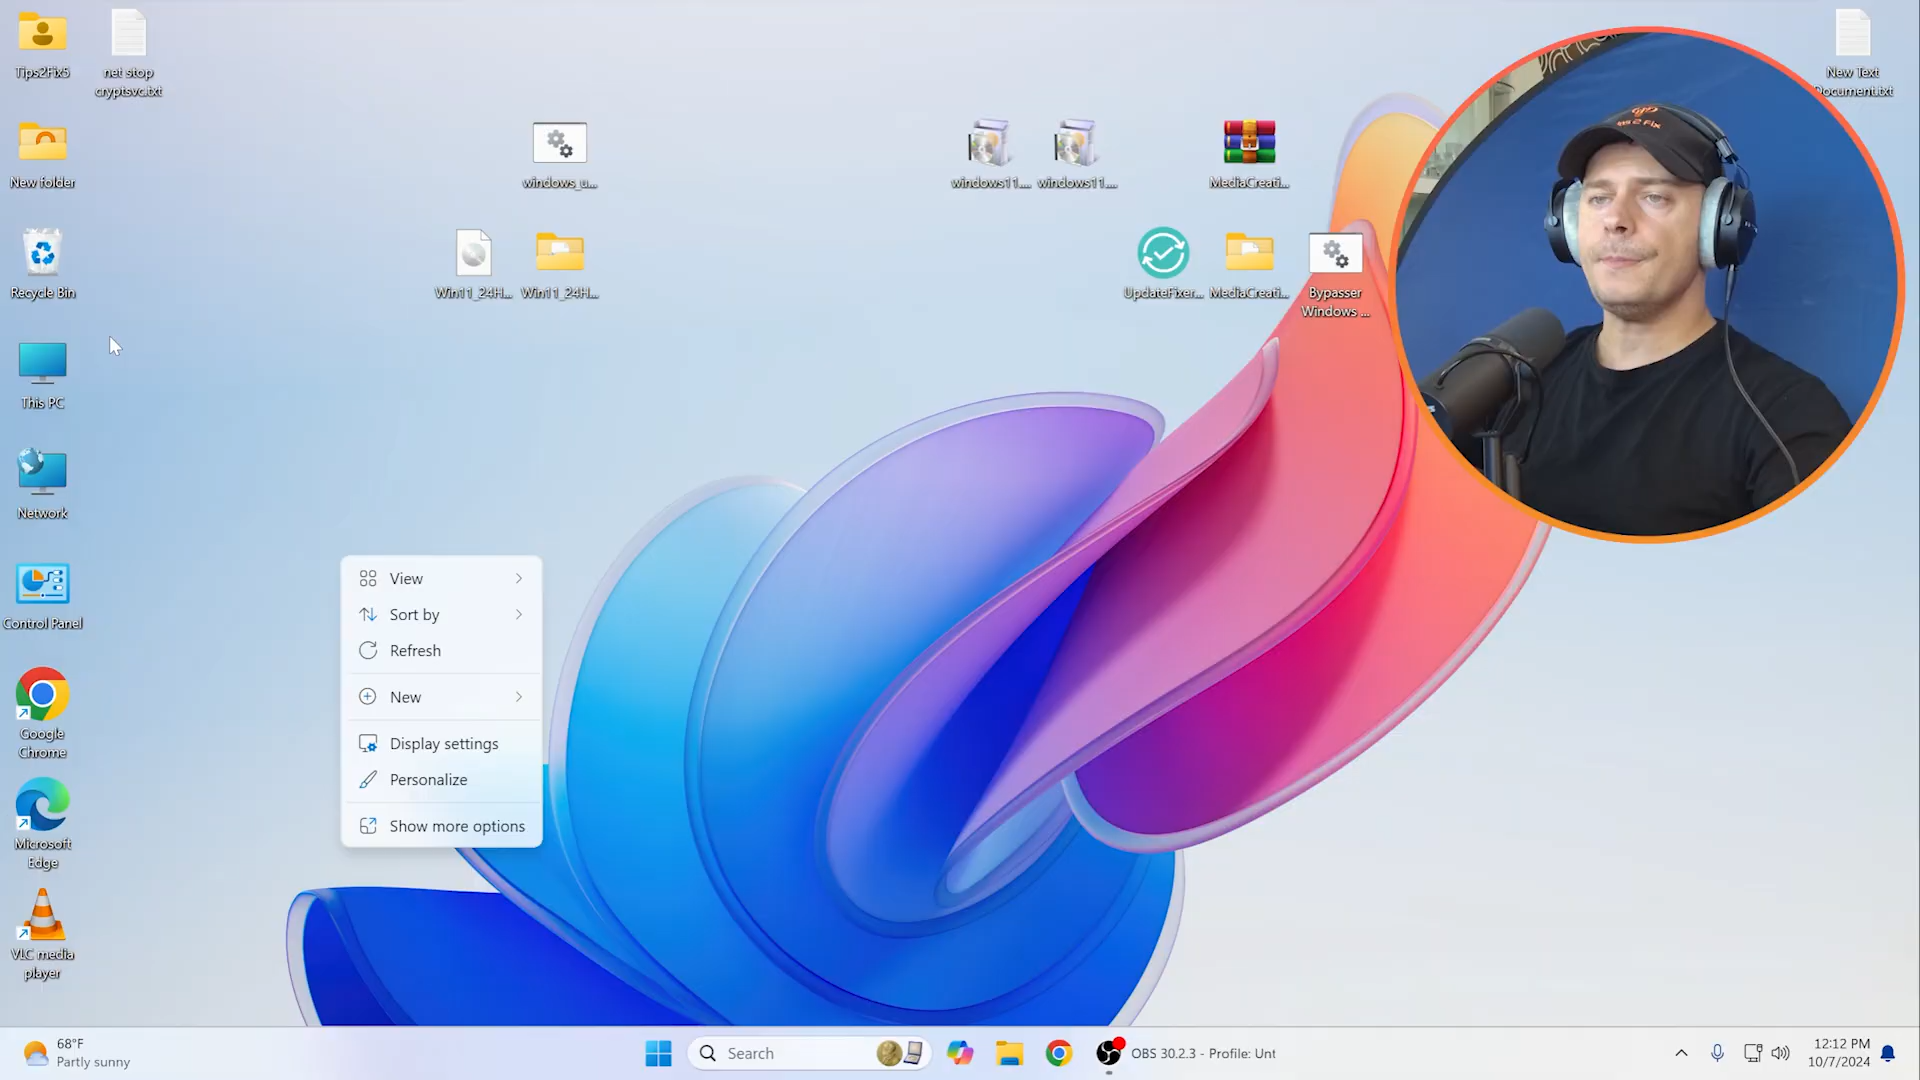 Tips2Fix5
net stop
cryptsvc.txt
New folder
Recycle Bin
This PC
Network
Control Panel
Google
Chrome
Microsoft
Edge
VLC media
player
windows_u...
Win11_24H...
Win11_24H...
windows11....
windows11....
MediaCreati...
UpdateFixer...
MediaCreati...
Bypasser
Windows ...
New Text
Document.txt
View
Sort by
Refresh
New
Display settings
Personalize
Show more options
68°F
Partly sunny
Search
OBS 30.2.3 - Profile: Unt
12:12 PM
10/7/2024